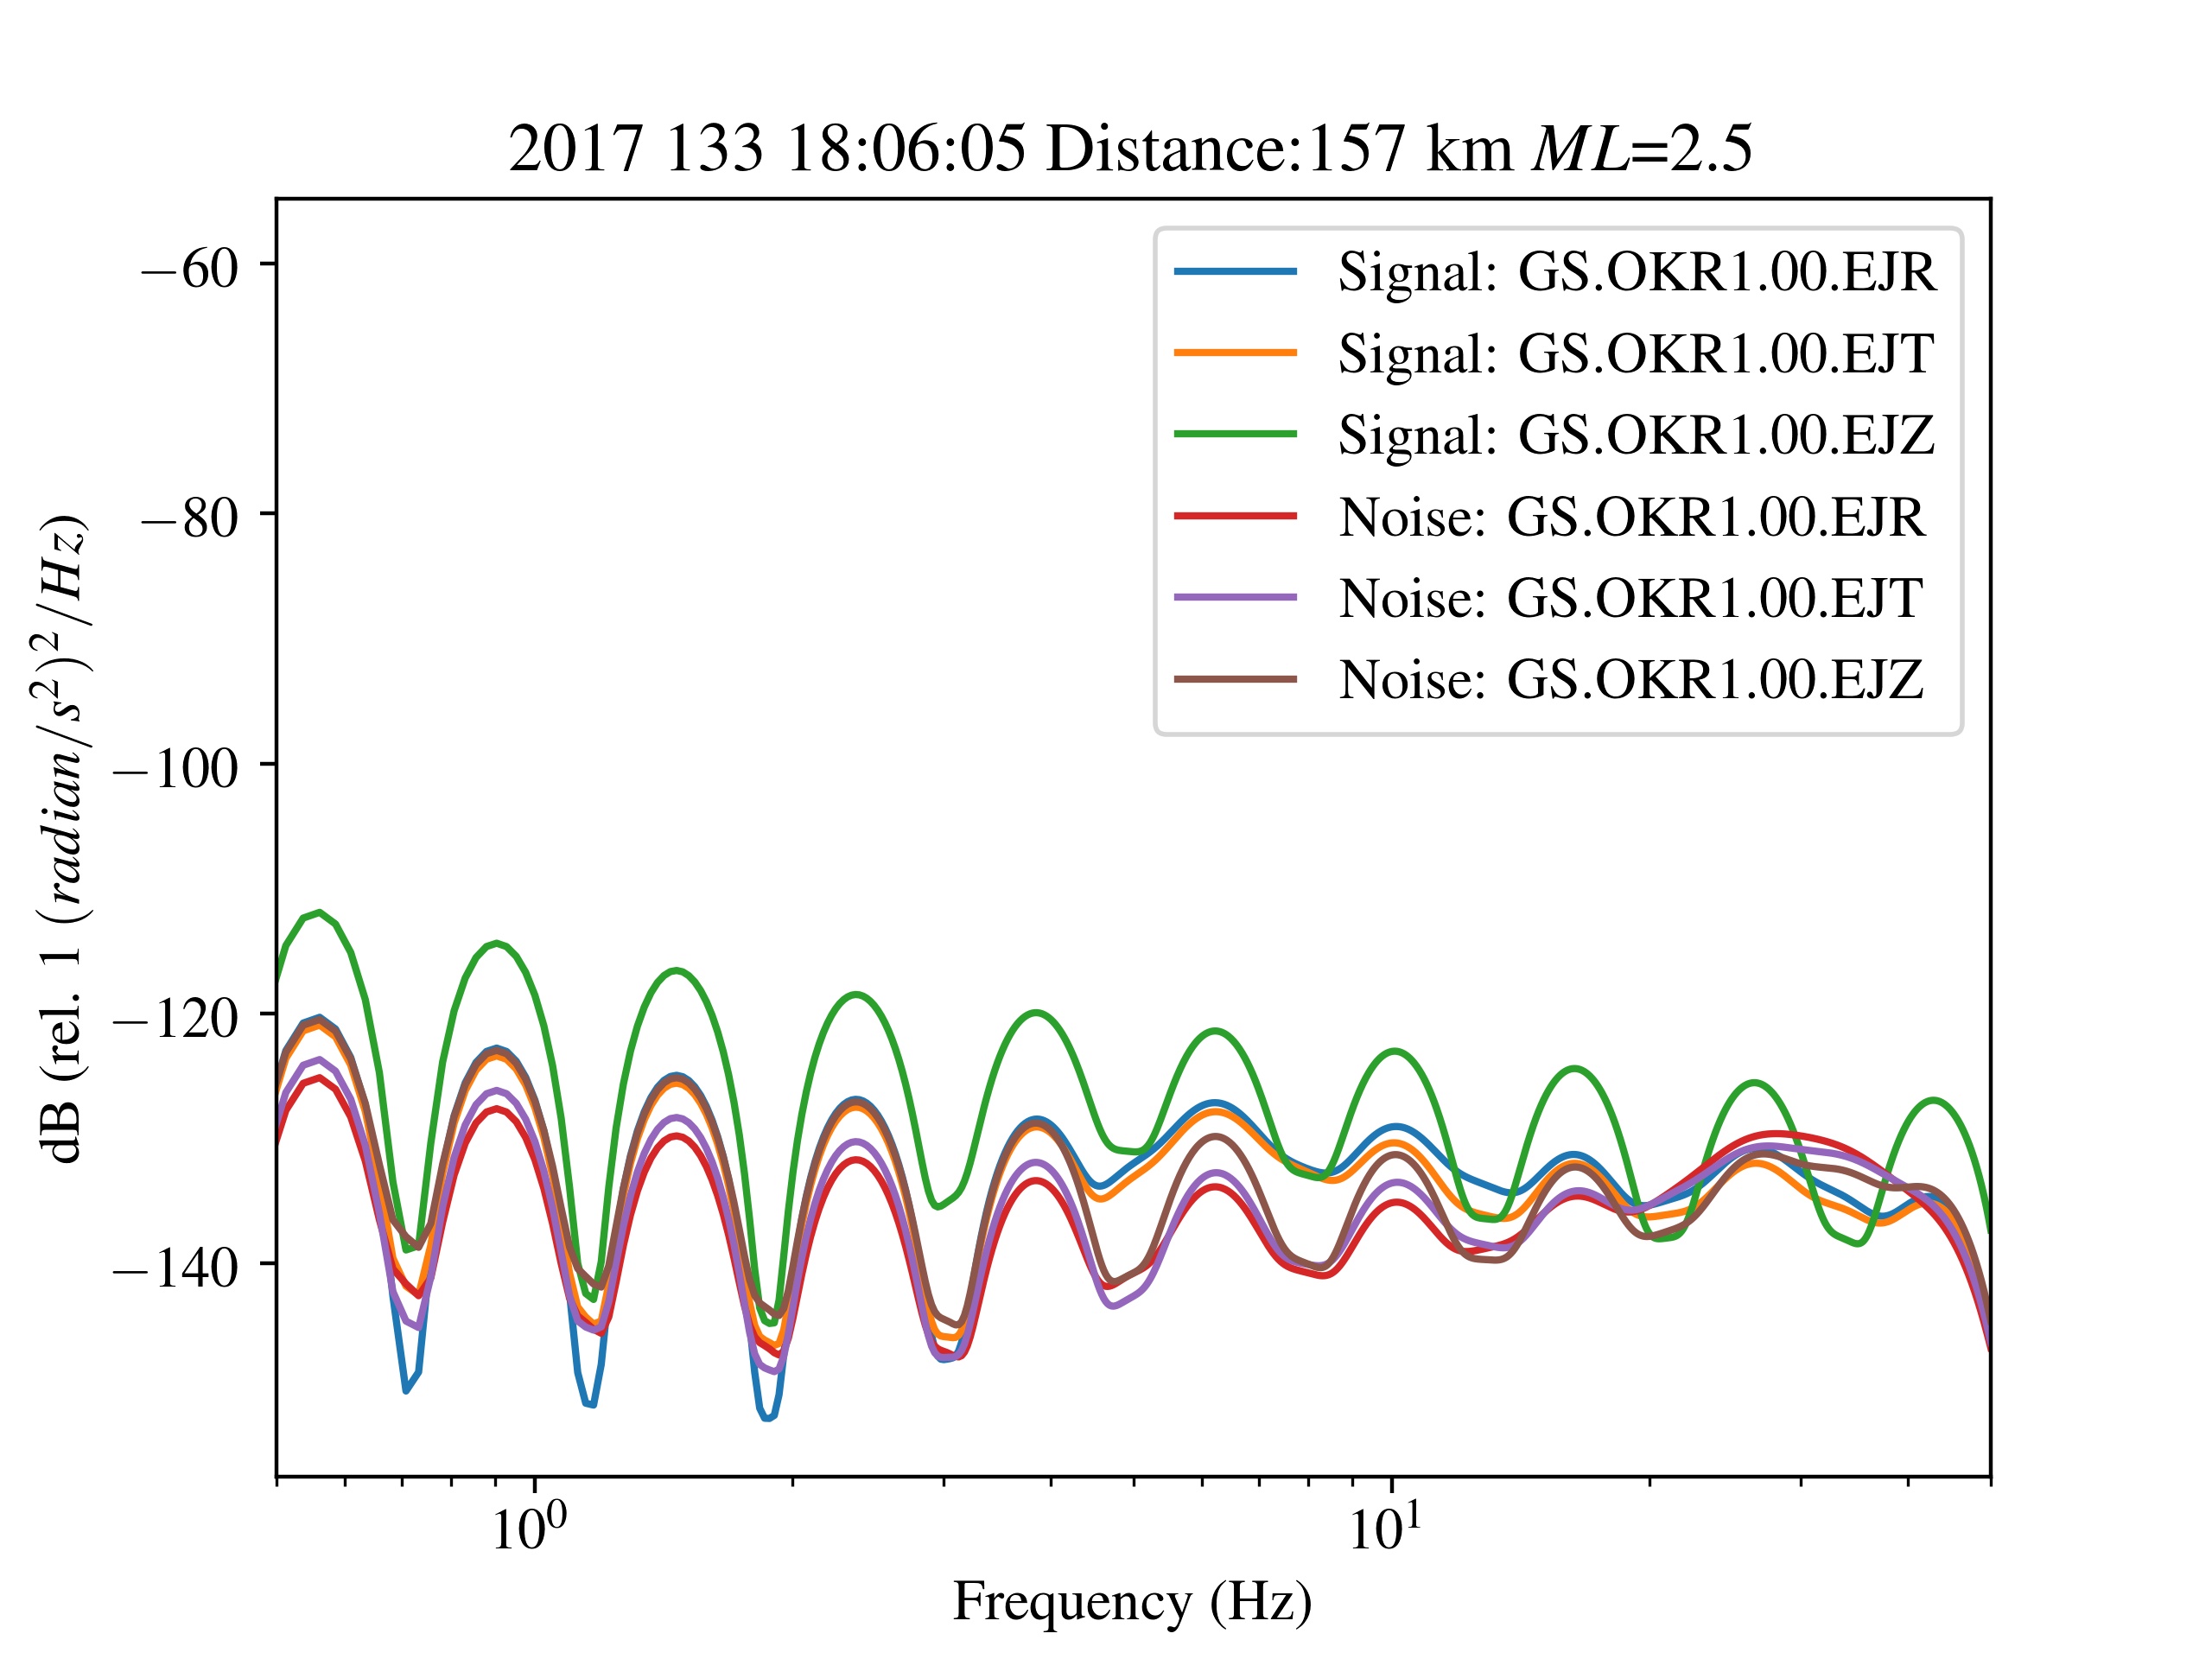 2017 133 18:06:05 Distance:157 km ML=2.5
Signal: GS.OKR1.00.EJR
Signal: GS.OKR1.00.EJT
Signal: GS.OKR1.00.EJZ
Noise: GS.OKR1.00.EJR
Noise: GS.OKR1.00.EJT
Noise: GS.OKR1.00.EJZ
dB (rel. 1 (radian/s²)²/Hz)
−60
−80
−100
−120
−140
10⁰ 10¹
Frequency (Hz)